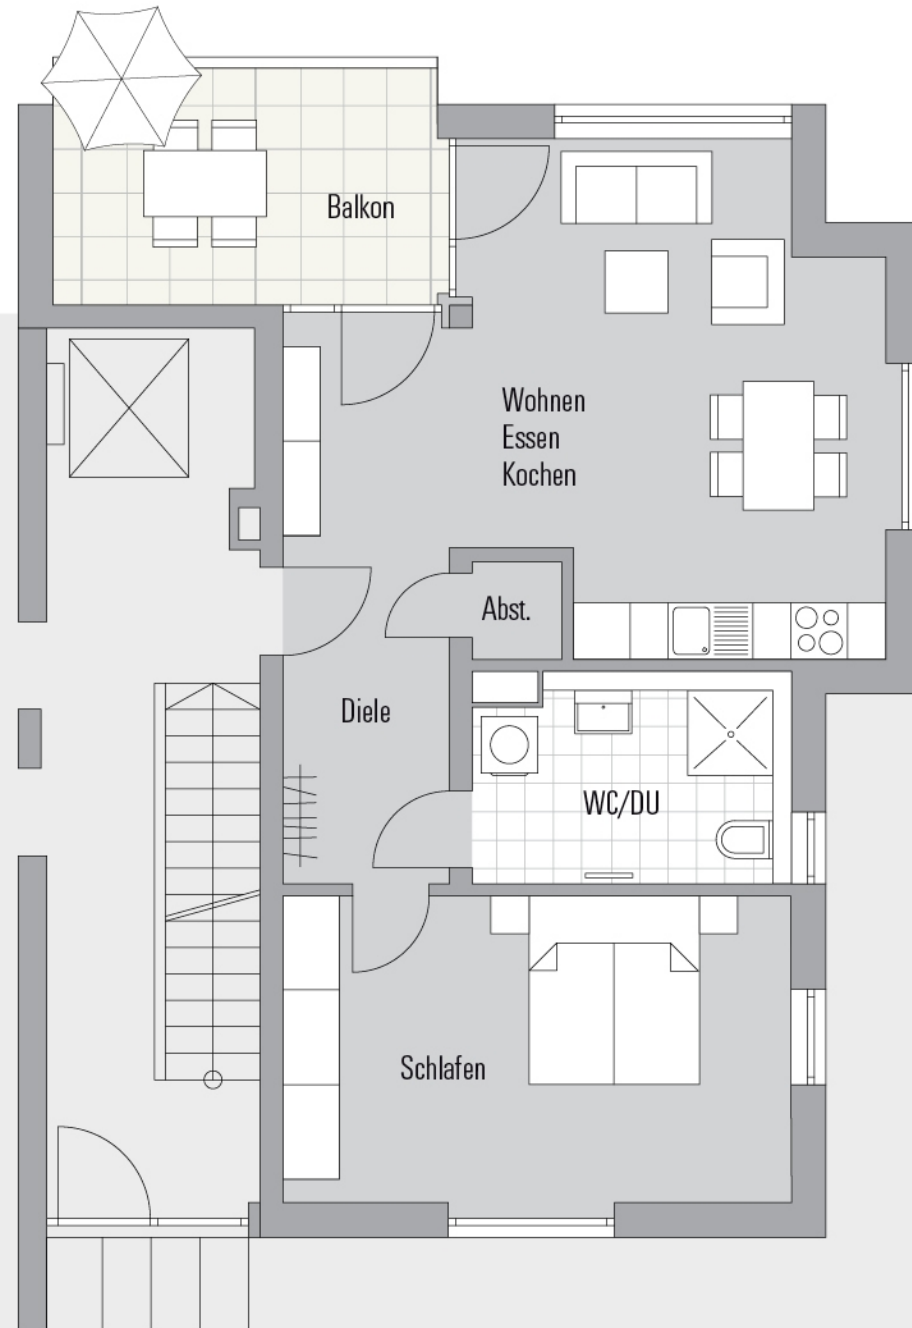 Balkon
Wohnen
Essen
Kochen
Abst.
Diele
WC/DU
Schlafen